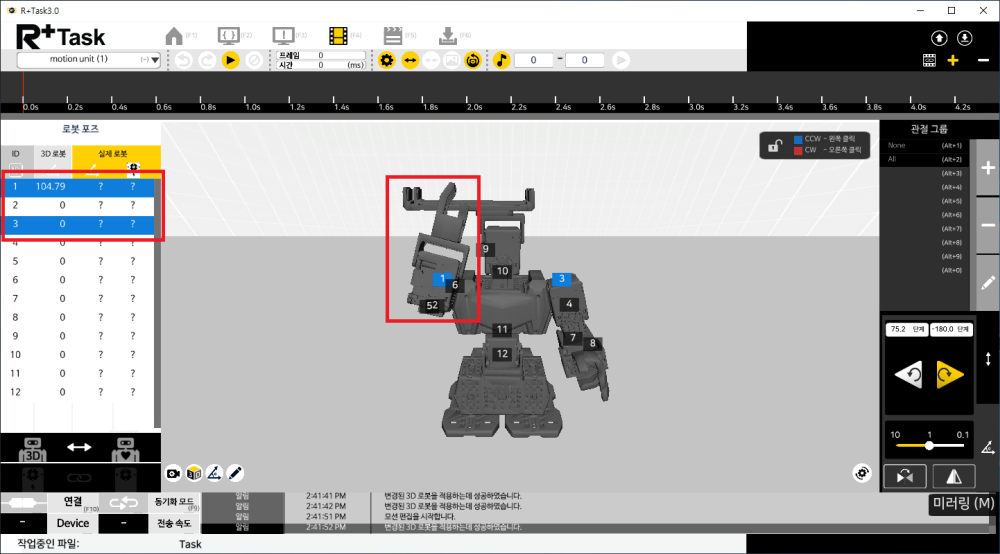 R+Task3.0
R+Task
(F1)
(F2)
(F3)
(F4)
(F5)
(F6)
motion unit (1)
(-)
프레임 0
시간 0 (ms)
0 - 0
0.0s 0.2s 0.4s 0.6s 0.8s 1.0s 1.2s 1.4s 1.6s 1.8s 2.0s 2.2s 2.4s 2.6s 2.8s 3.0s 3.2s 3.4s 3.6s 3.8s 4.0s 4.2s
로봇 포즈
ID 3D 로봇 실제 로봇
1 104.79 ? ?
2 0 ? ?
3 0 ? ?
4 0 ? ?
5 0 ? ?
6 0 ? ?
7 0 ? ?
8 0 ? ?
9 0 ? ?
10 0 ? ?
11 0 ? ?
12 0 ? ?
3D
CCW - 왼쪽 클릭
CW - 오른쪽 클릭
9
10
1
6
52
3
4
7
8
11
12
3D
관절 그룹
None (Alt+1)
All (Alt+2)
(Alt+3)
(Alt+4)
(Alt+5)
(Alt+6)
(Alt+7)
(Alt+8)
(Alt+9)
(Alt+0)
75.2 단계 -180.0 단계
10 1 0.1
미러링 (M)
연결 (F10)
동기화 모드 (F9)
- Device - 전송 속도
알림 2:41:41 PM 변경된 3D 로봇을 적용하는데 성공하였습니다.
알림 2:41:42 PM 변경된 3D 로봇을 적용하는데 성공하였습니다.
알림 2:41:51 PM 모션 편집을 시작합니다.
알림 2:41:52 PM 변경된 3D 로봇을 적용하는데 성공하였습니다.
작업중인 파일: Task